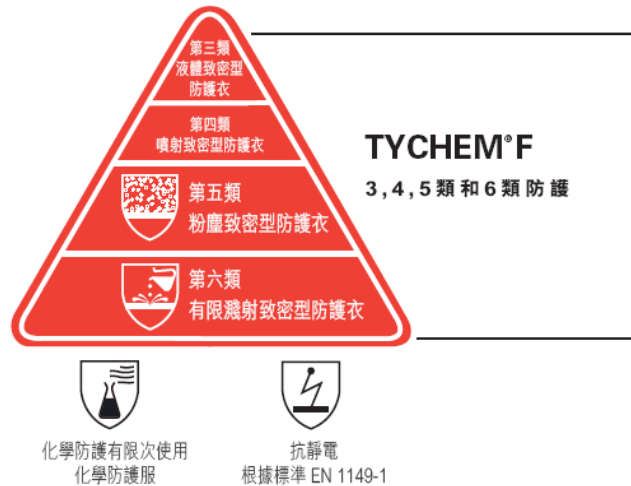 第三類
液體致密型
防護衣
第四類
噴射致密型防護衣
第五類
粉塵致密型防護衣
第六類
有限濺射致密型防護衣
TYCHEM®F
3,4,5類和6類防護
化學防護有限次使用
化學防護服
抗靜電
根據標準 EN 1149-1